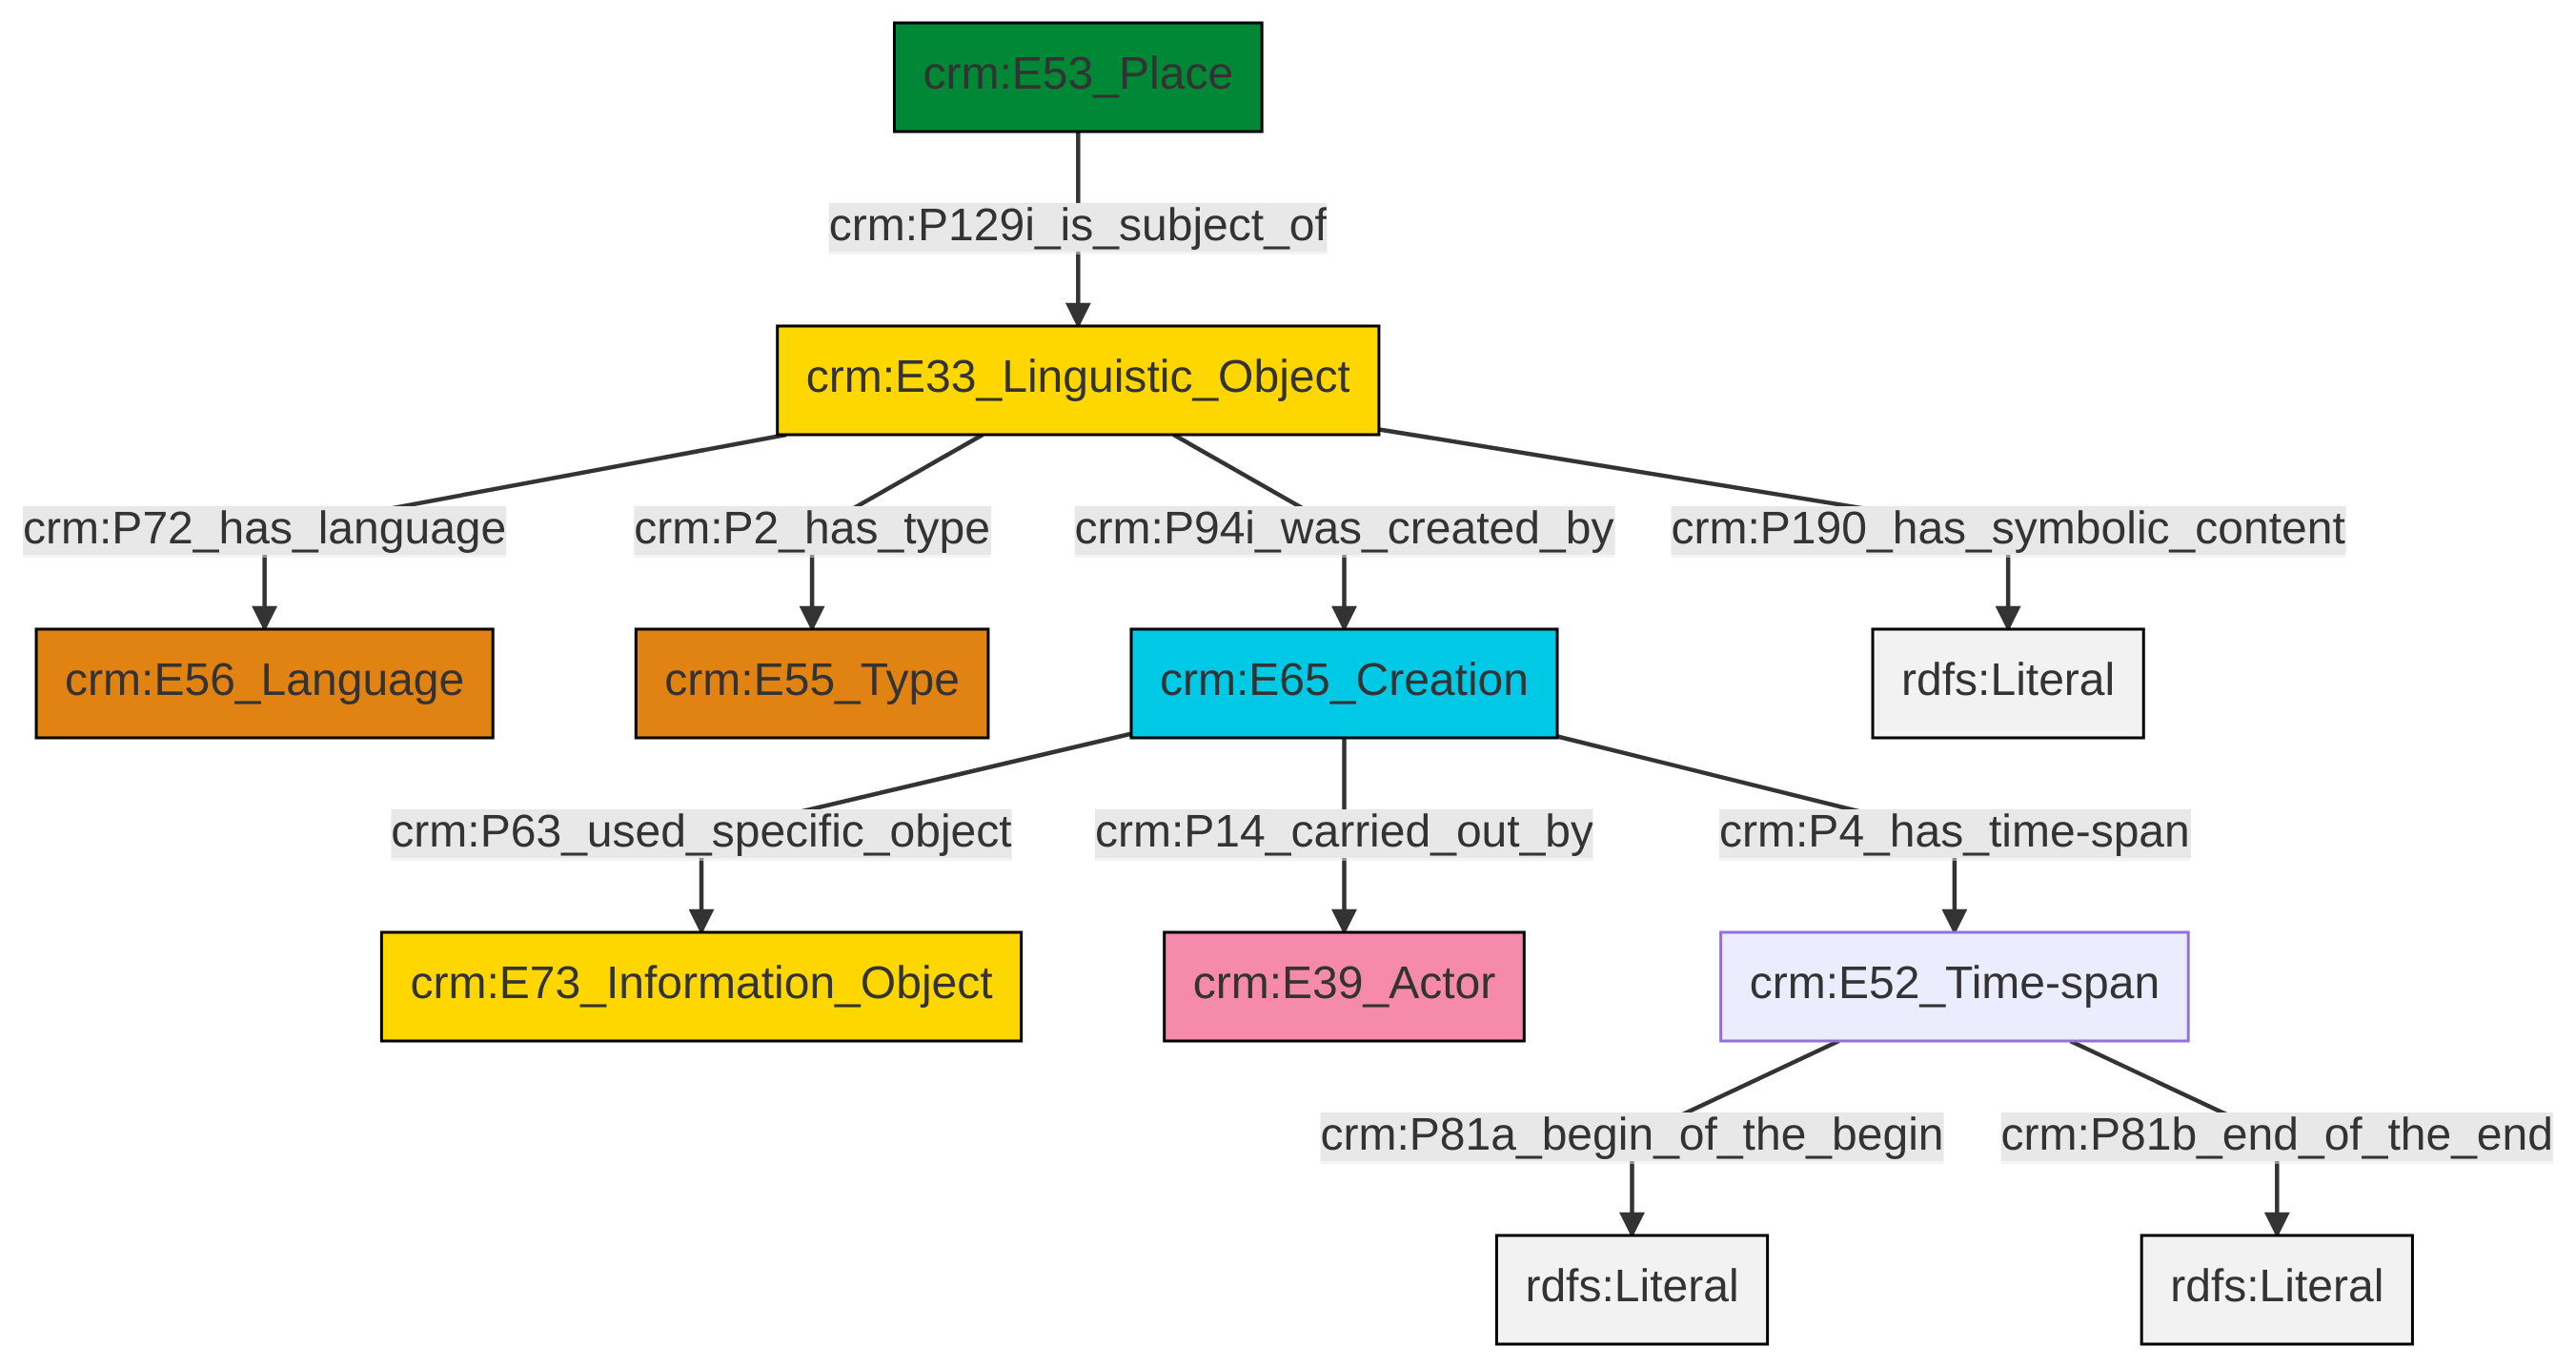 crm:E53_Place
crm:P129i_is_subject_of
crm:E33_Linguistic_Object
crm:P72_has_language
crm:P2_has_type
crm:P94i_was_created_by
crm:P190_has_symbolic_content
crm:E56_Language
crm:E55_Type
crm:E65_Creation
rdfs:Literal
crm:P63_used_specific_object
crm:P14_carried_out_by
crm:P4_has_time-span
crm:E73_Information_Object
crm:E39_Actor
crm:E52_Time-span
crm:P81a_begin_of_the_begin
crm:P81b_end_of_the_end
rdfs:Literal
rdfs:Literal